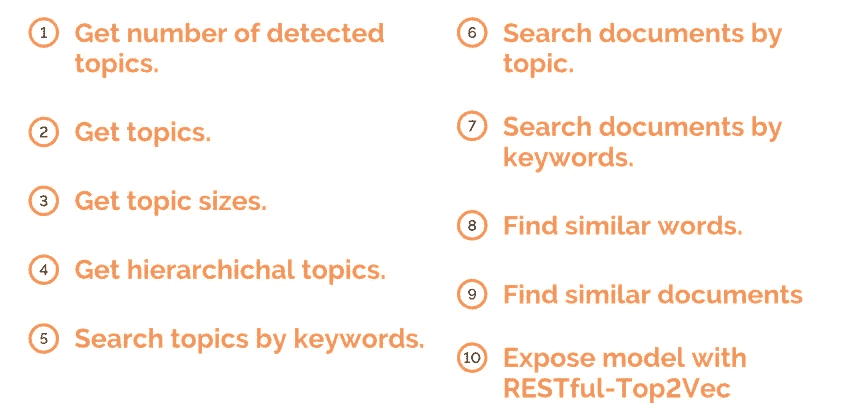 1 Get number of detected
topics.
2 Get topics.
3 Get topic sizes.
4 Get hierarchichal topics.
5 Search topics by keywords.
6 Search documents by
topic.
7 Search documents by
keywords.
8 Find similar words.
9 Find similar documents
10 Expose model with
RESTful-Top2Vec